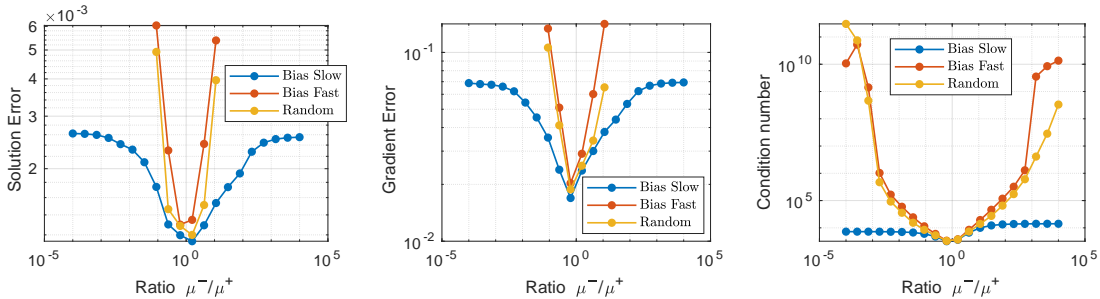 ×10⁻³
6
5
4
3
2
Solution Error
10⁻⁵
10⁰
10⁵
Ratio μ⁻/μ⁺
Bias Slow
Bias Fast
Random
10⁻¹
10⁻²
Gradient Error
10⁻⁵
10⁰
10⁵
Ratio μ⁻/μ⁺
Bias Slow
Bias Fast
Random
10¹⁰
10⁵
Condition number
10⁻⁵
10⁰
10⁵
Ratio μ⁻/μ⁺
Bias Slow
Bias Fast
Random